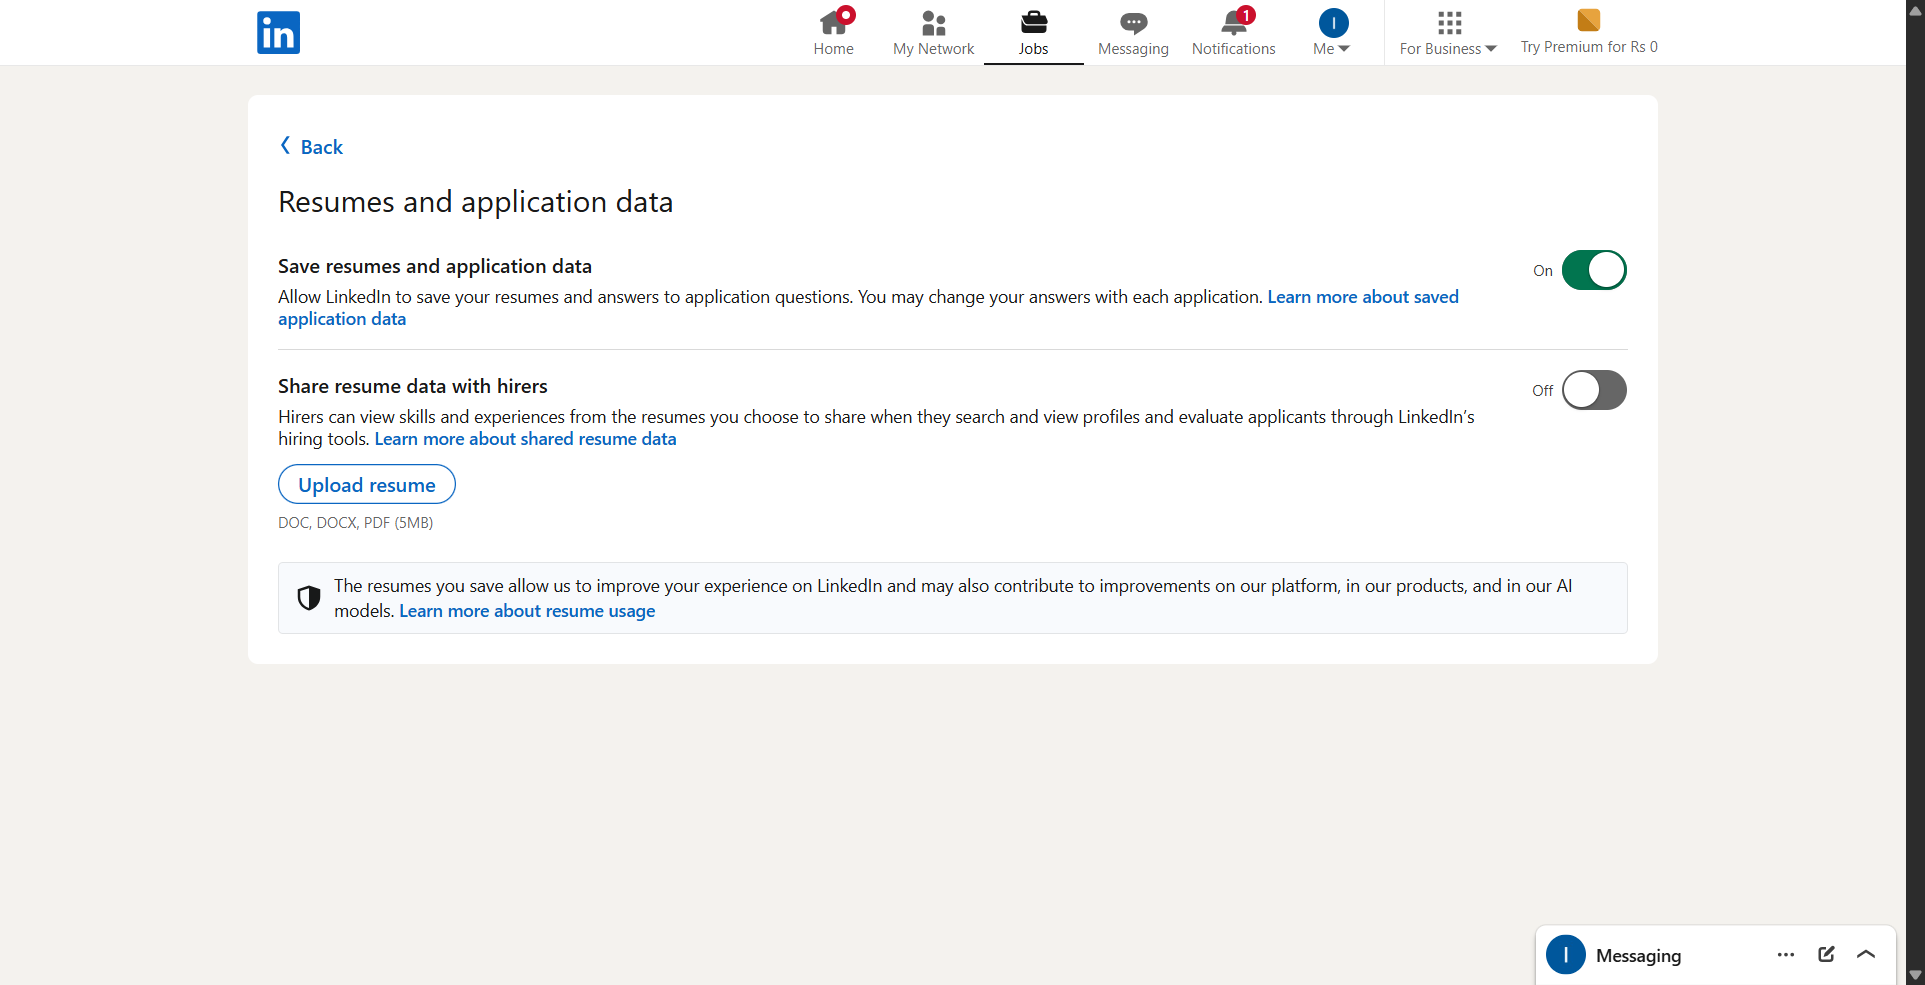 in
Home
My Network
Jobs
Messaging
1
Notifications
I
Me
For Business
Try Premium for Rs 0
Back
Resumes and application data
Save resumes and application data
On
Allow LinkedIn to save your resumes and answers to application questions. You may change your answers with each application. Learn more about saved
application data
Share resume data with hirers
Off
Hirers can view skills and experiences from the resumes you choose to share when they search and view profiles and evaluate applicants through LinkedIn’s
hiring tools. Learn more about shared resume data
Upload resume
DOC, DOCX, PDF (5MB)
The resumes you save allow us to improve your experience on LinkedIn and may also contribute to improvements on our platform, in our products, and in our AI
models. Learn more about resume usage
I
Messaging